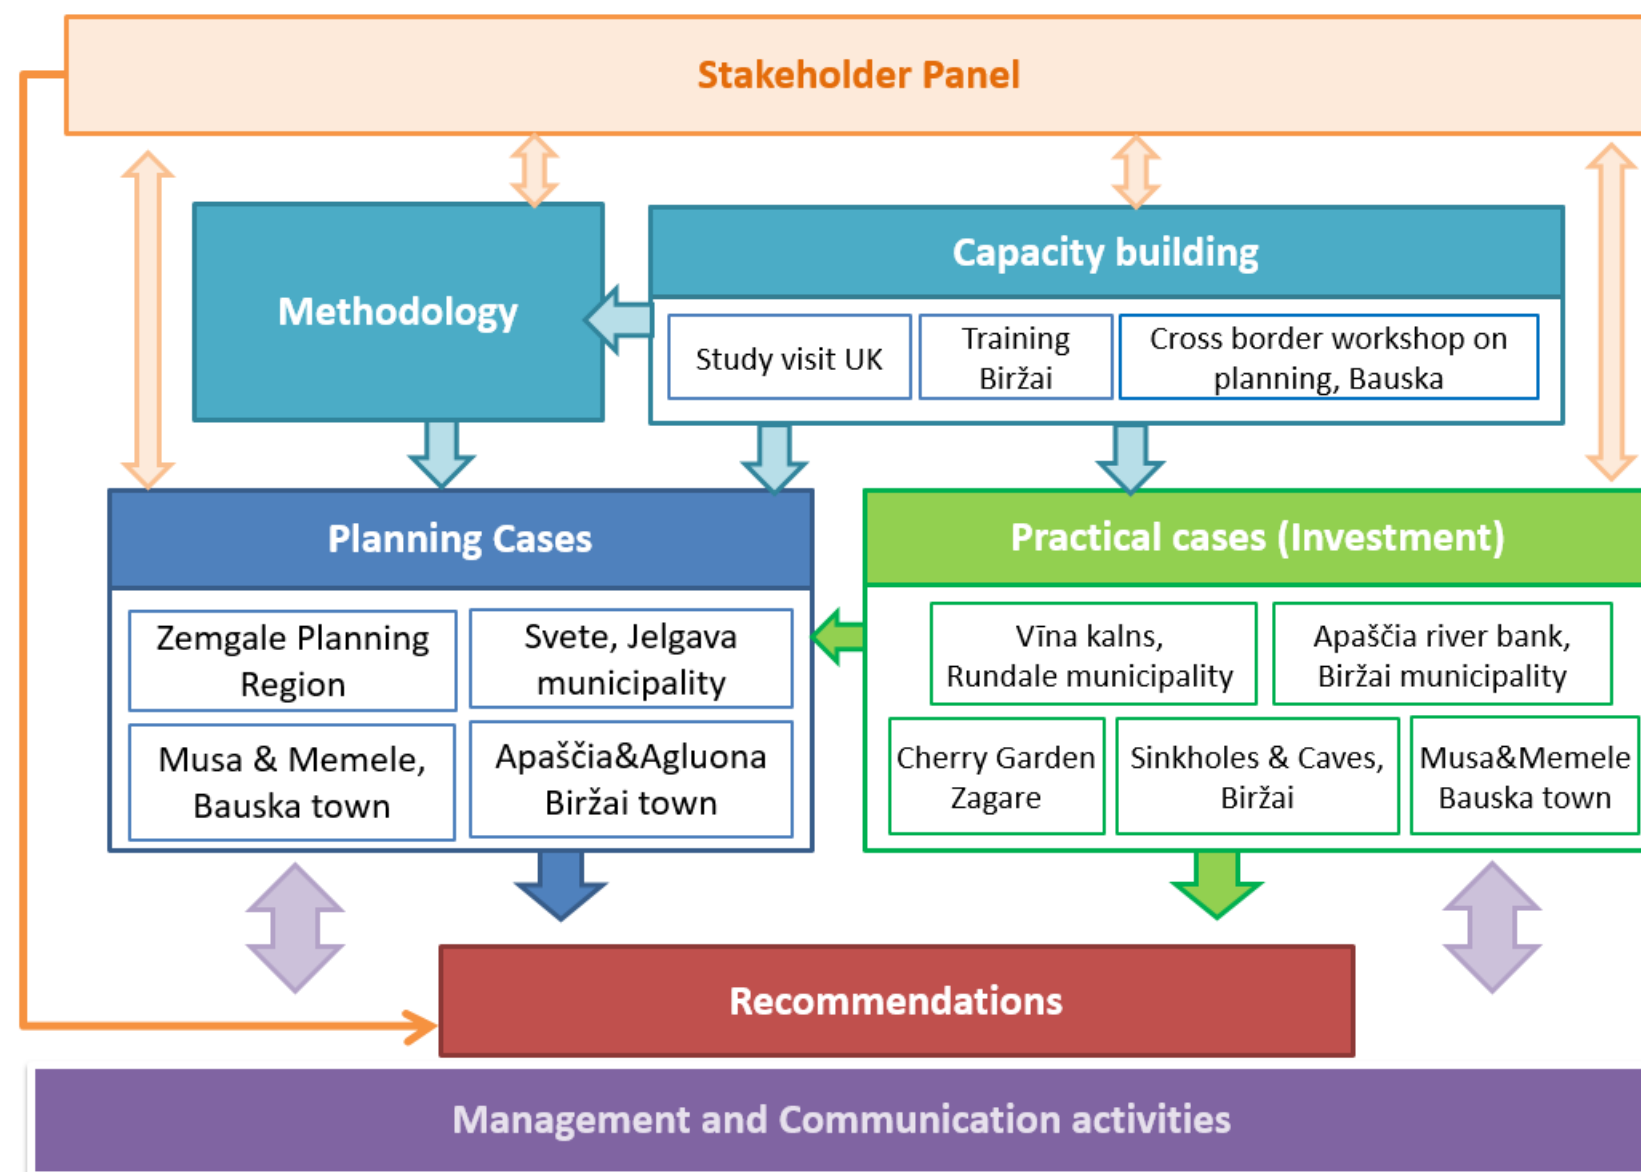 Stakeholder Panel
Methodology
Capacity building
Study visit UK
Training
Biržai
Cross border workshop on
planning, Bauska
Planning Cases
Zemgale Planning
Region
Svete, Jelgava
municipality
Musa & Memele,
Bauska town
Apaščia&Agluona
Biržai town
Practical cases (Investment)
Vīna kalns,
Rundale municipality
Apaščia river bank,
Biržai municipality
Cherry Garden
Zagare
Sinkholes & Caves,
Biržai
Musa&Memele
Bauska town
Recommendations
Management and Communication activities